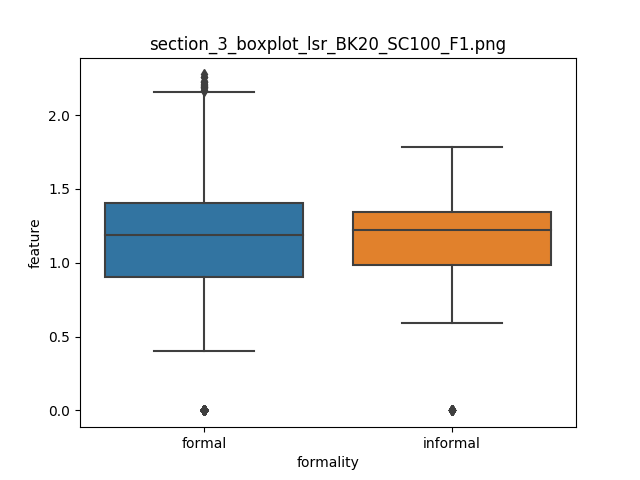 section_3_boxplot_lsr_BK20_SC100_F1.png
2.0
1.5
1.0
0.5
0.0
feature
formal
informal
formality